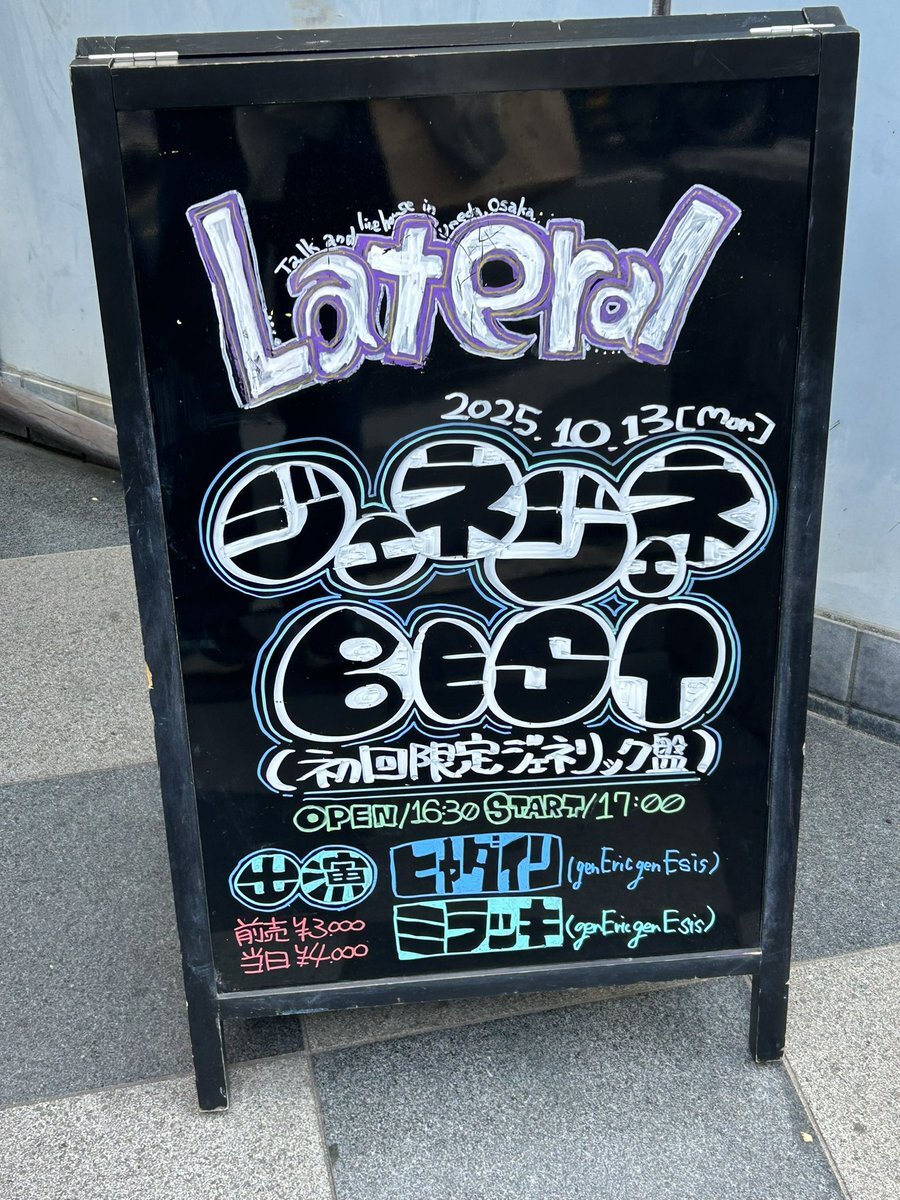 Talk and livehouse in umeda, Osaka
Lateral
2025.10.13[Mon]
ジェネジェネ
BEST
(初回限定ジェネリック盤)
OPEN/16:30 START/17:00
出演 ヒャダイン (genEric genEsis)
ミラッキ (genEric genEsis)
前売 ¥3,000
当日 ¥4,000